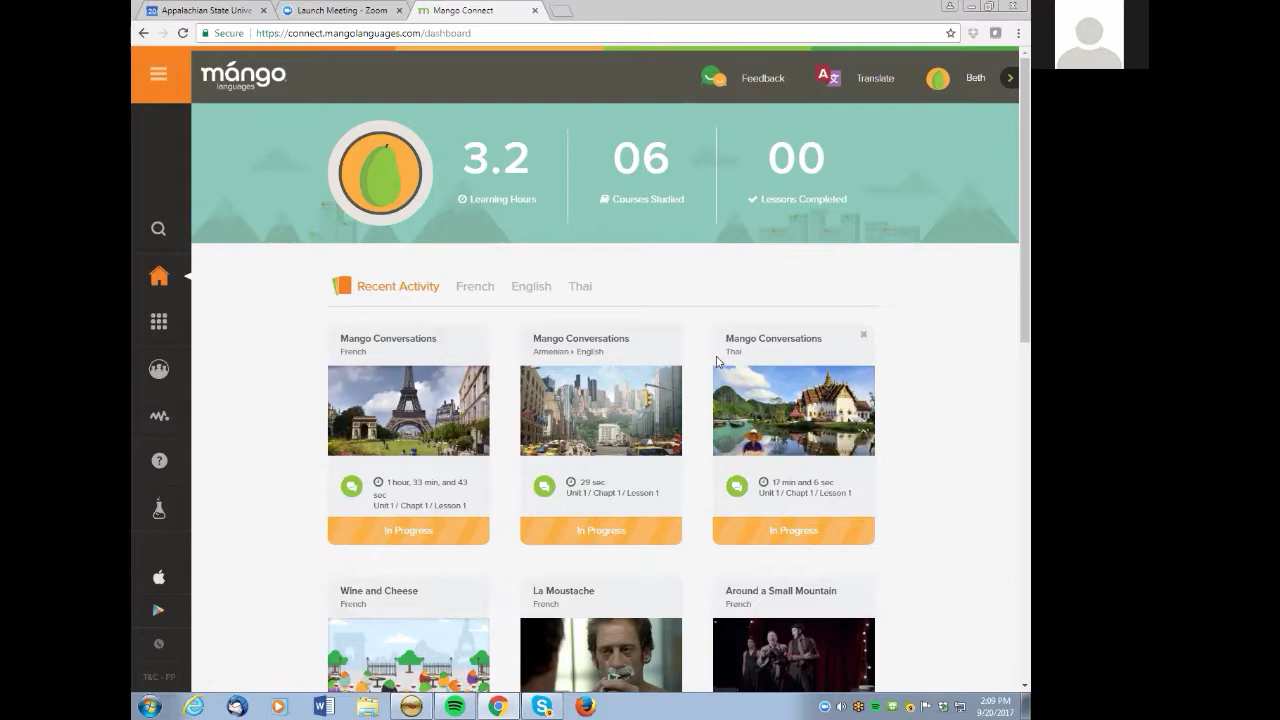 Appalachian State Unive
Launch Meeting - Zoom
Mango Connect
Secure
https://connect.mangolanguages.com/dashboard
mángo
languages
Feedback
Translate
Beth
3.2
06
00
Learning Hours
Courses Studied
Lessons Completed
Recent Activity
French
English
Thai
Mango Conversations
French
1 hour, 33 min, and 43
sec
Unit 1 / Chapt 1 / Lesson 1
In Progress
Mango Conversations
Armenian › English
29 sec
Unit 1 / Chapt 1 / Lesson 1
In Progress
Mango Conversations
Thai
17 min and 6 sec
Unit 1 / Chapt 1 / Lesson 1
In Progress
Wine and Cheese
French
La Moustache
French
Around a Small Mountain
French
T&C - PP
2:09 PM
9/20/2017